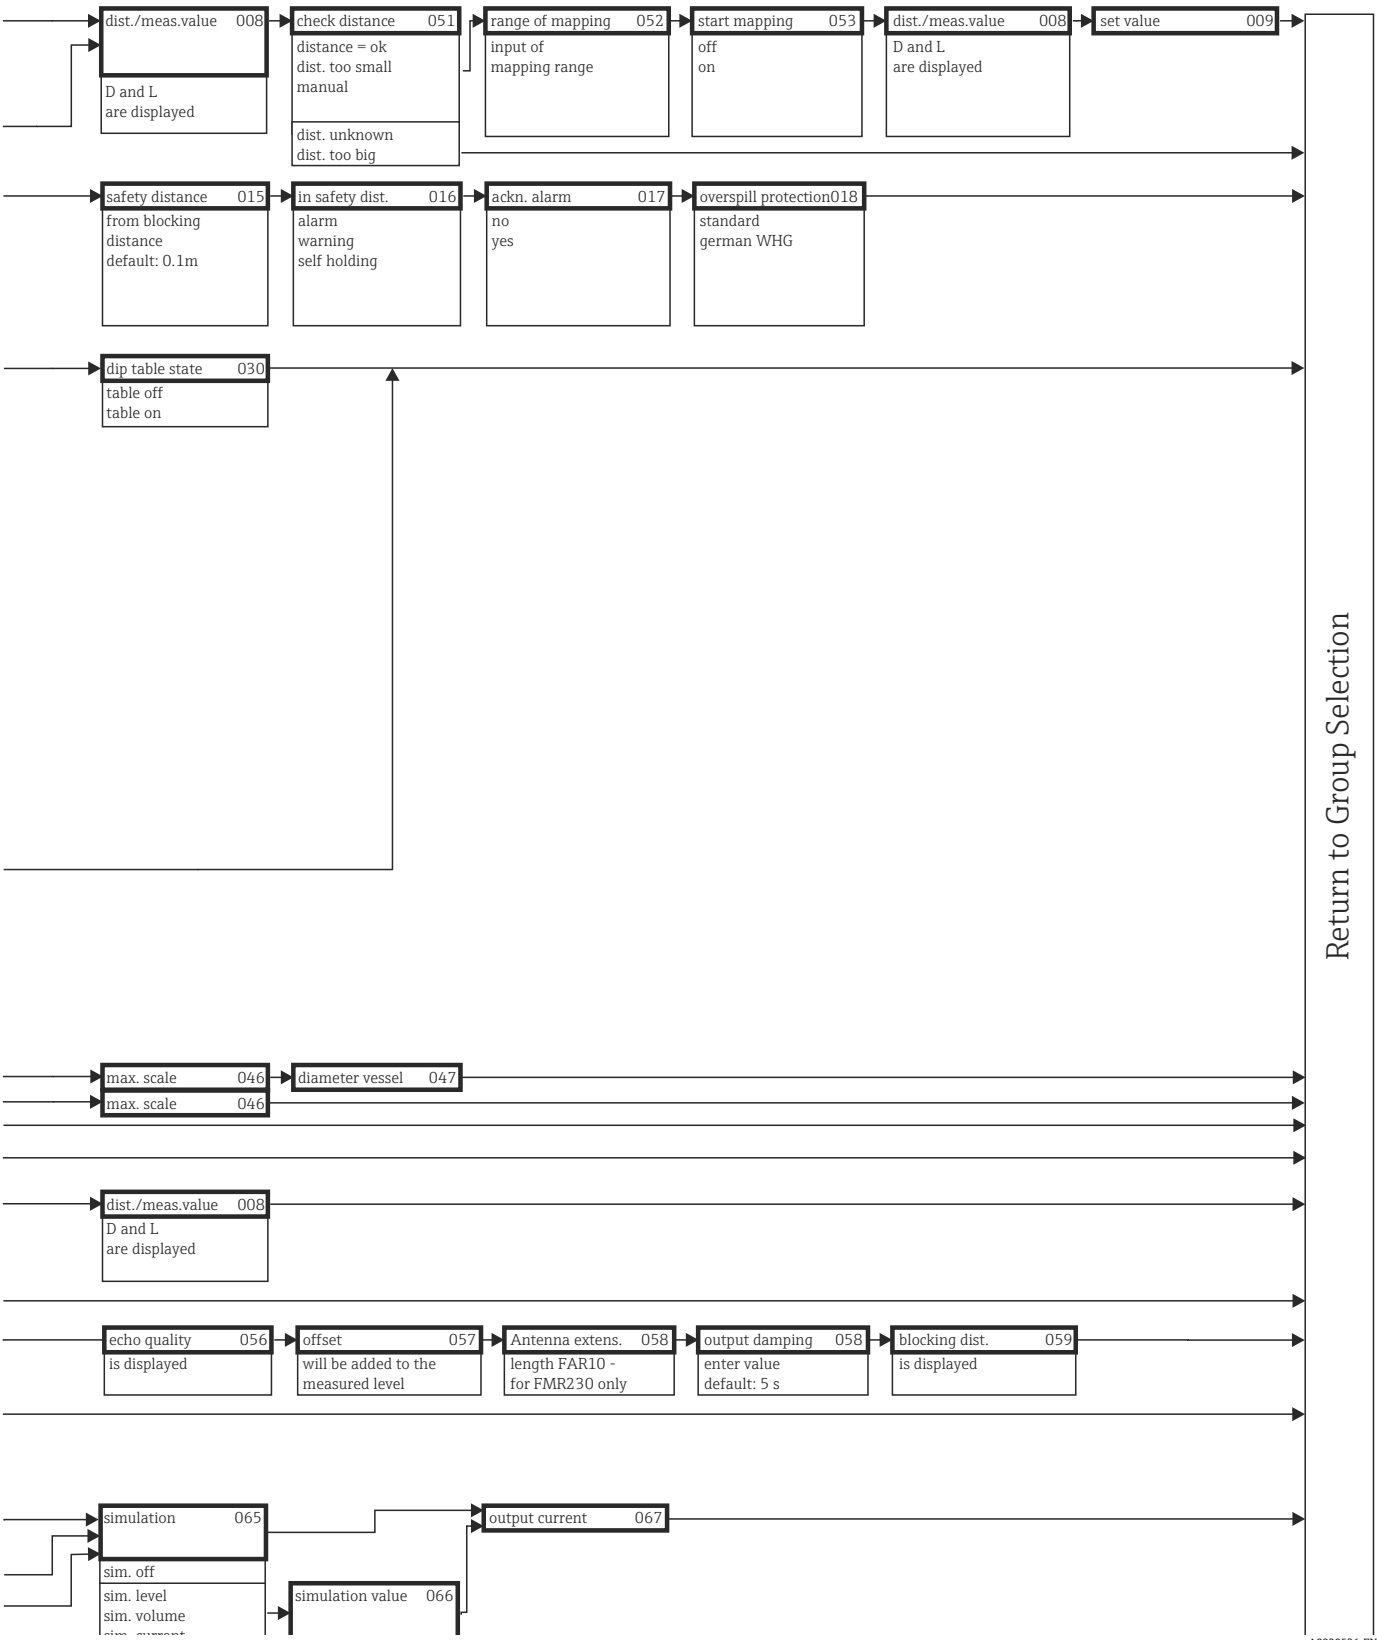 dist./meas.value 008
D and L
are displayed
check distance 051
distance = ok
dist. too small
manual
dist. unknown
dist. too big
range of mapping 052
input of
mapping range
start mapping 053
off
on
dist./meas.value 008
D and L
are displayed
set value 009
safety distance 015
from blocking
distance
default: 0.1m
in safety dist. 016
alarm
warning
self holding
ackn. alarm 017
no
yes
overspill protection018
standard
german WHG
dip table state 030
table off
table on
Return to Group Selection
max. scale 046
diameter vessel 047
max. scale 046
dist./meas.value 008
D and L
are displayed
echo quality 056
is displayed
offset 057
will be added to the
measured level
Antenna extens. 058
length FAR10 -
for FMR230 only
output damping 058
enter value
default: 5 s
blocking dist. 059
is displayed
simulation 065
sim. off
sim. level
sim. volume
sim. current
simulation value 066
output current 067